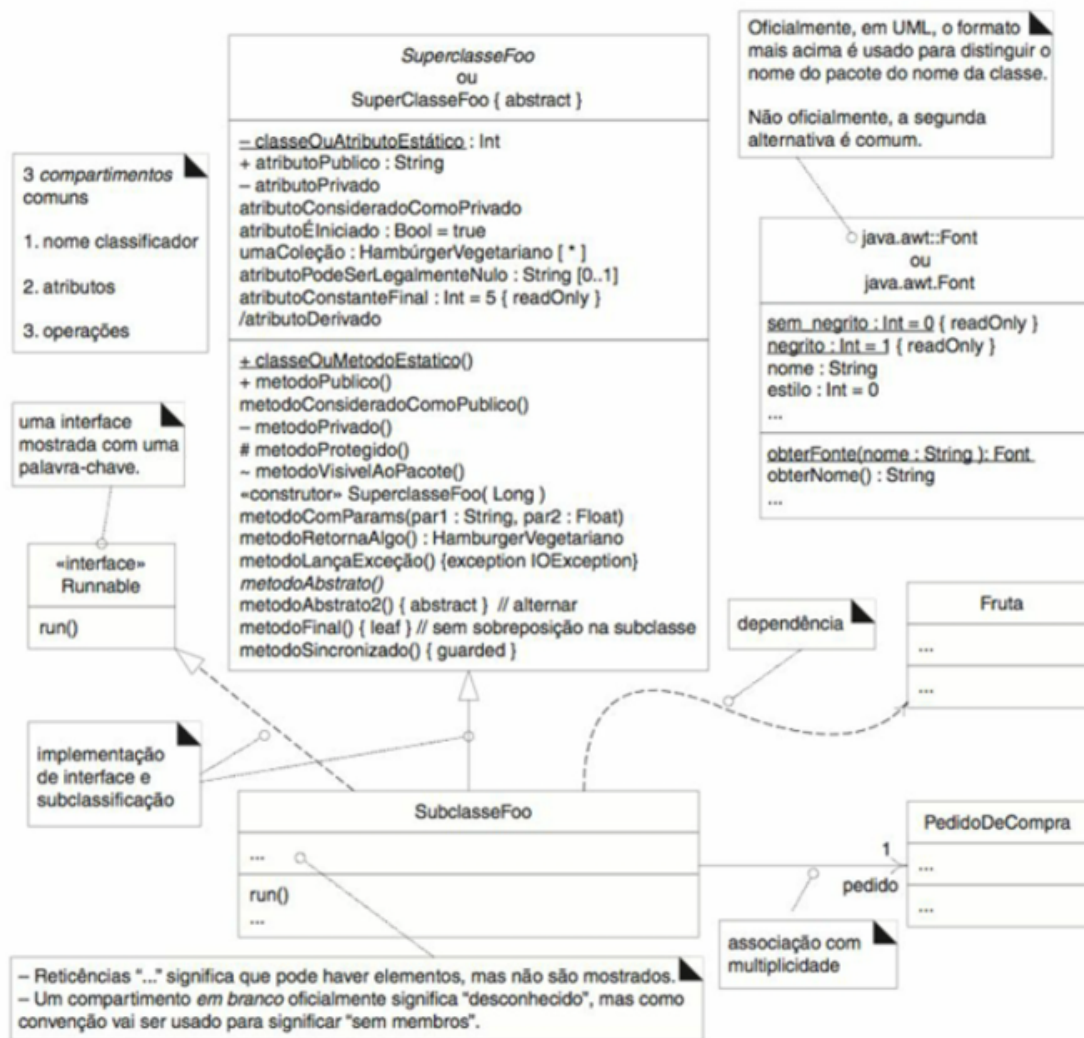 SuperclasseFoo
ou
SuperClasseFoo { abstract }
– classeOuAtributoEstático : Int
+ atributoPublico : String
– atributoPrivado
atributoConsideradoComoPrivado
atributoÉIniciado : Bool = true
umaColeção : HambúrgerVegetariano [ * ]
atributoPodeSerLegalmenteNulo : String [0..1]
atributoConstanteFinal : Int = 5 { readOnly }
/atributoDerivado
+ classeOuMetodoEstatico()
+ metodoPublico()
metodoConsideradoComoPublico()
– metodoPrivado()
# metodoProtegido()
~ metodoVisivelAoPacote()
«construtor» SuperclasseFoo( Long )
metodoComParams(par1 : String, par2 : Float)
metodoRetornaAlgo() : HamburgerVegetariano
metodoLançaExceção() {exception IOException}
metodoAbstrato()
metodoAbstrato2() { abstract } // alternar
metodoFinal() { leaf } // sem sobreposição na subclasse
metodoSincronizado() { guarded }
3 compartimentos
comuns
1. nome classificador
2. atributos
3. operações
uma interface
mostrada com uma
palavra-chave.
«interface»
Runnable
run()
implementação
de interface e
subclassificação
Oficialmente, em UML, o formato
mais acima é usado para distinguir o
nome do pacote do nome da classe.
Não oficialmente, a segunda
alternativa é comum.
java.awt::Font
ou
java.awt.Font
sem_negrito : Int = 0 { readOnly }
negrito : Int = 1 { readOnly }
nome : String
estilo : Int = 0
...
obterFonte(nome : String ): Font
obterNome() : String
...
dependência
Fruta
...
...
SubclasseFoo
...
run()
...
1
pedido
PedidoDeCompra
...
...
associação com
multiplicidade
– Reticências "..." significa que pode haver elementos, mas não são mostrados.
– Um compartimento em branco oficialmente significa "desconhecido", mas como
convenção vai ser usado para significar "sem membros".